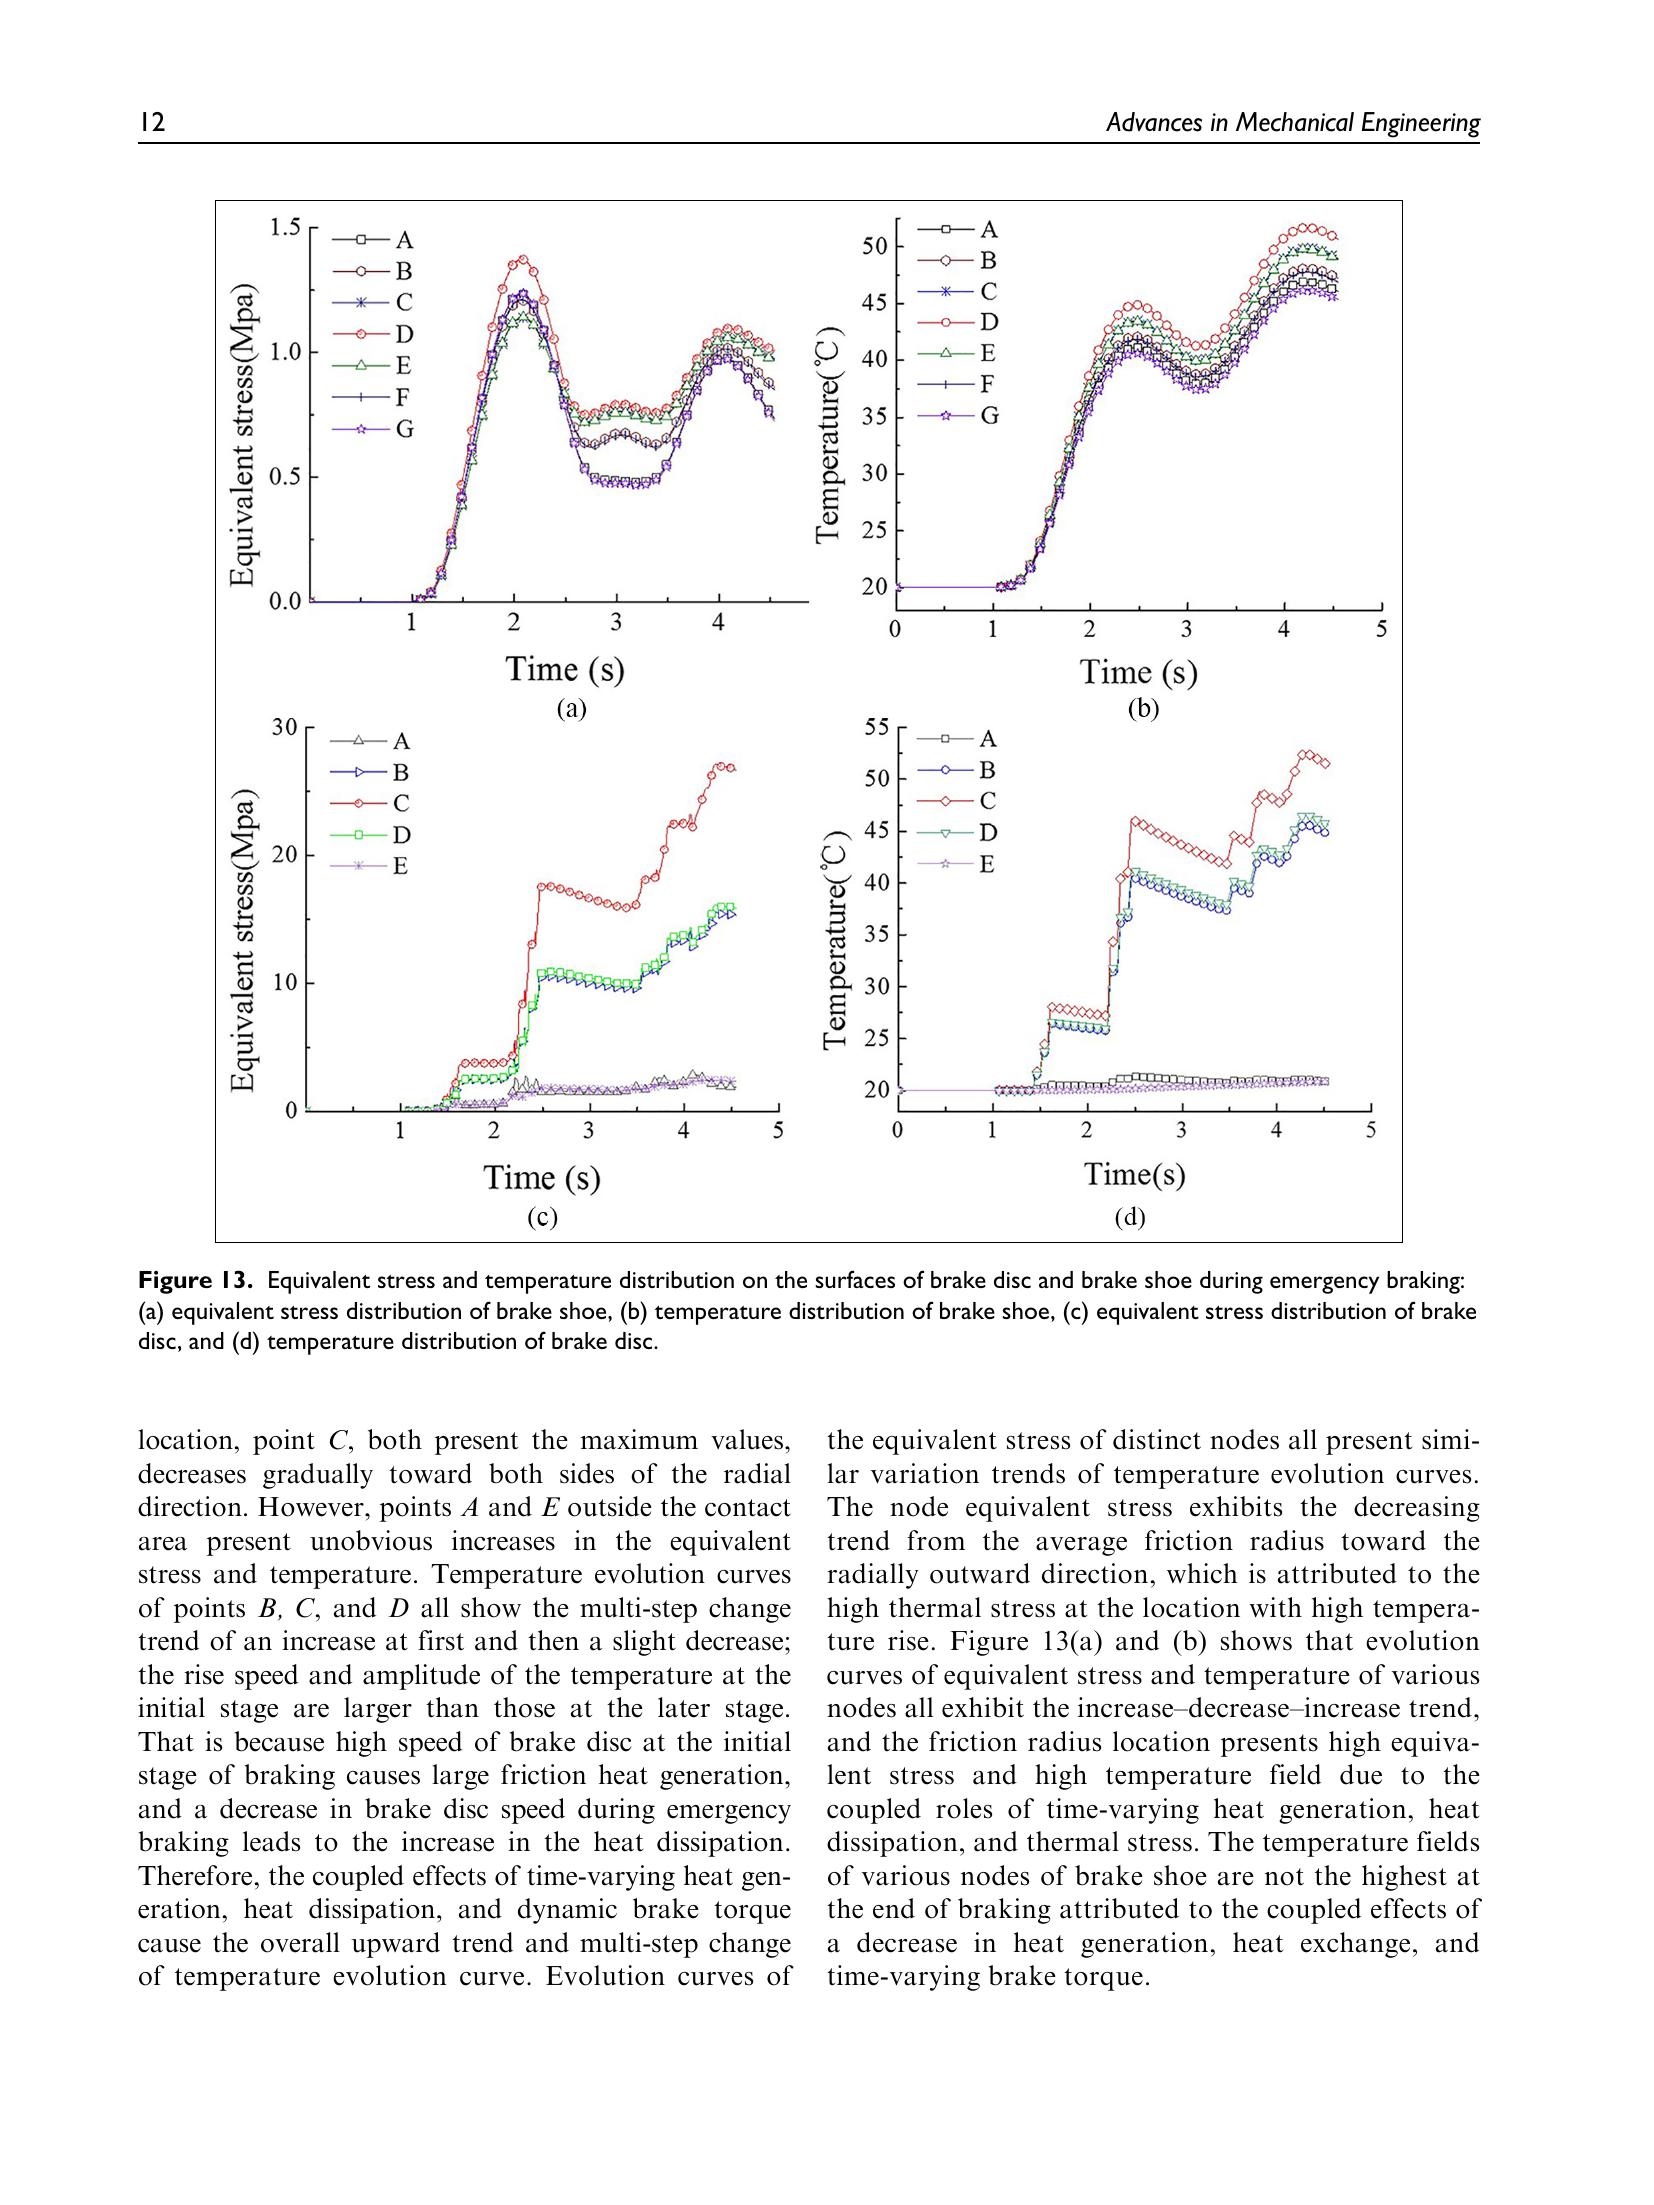 12
Advances in Mechanical Engineering
1.5
1.0
0.5
0.0
Equivalent stress(Mpa)
A
B
C
D
E
F
G
1
2
3
4
Time (s)
(a)
50
45
40
35
30
25
20
Temperature(℃)
A
B
C
D
E
F
G
0
1
2
3
4
5
Time (s)
(b)
30
20
10
0
Equivalent stress(Mpa)
A
B
C
D
E
1
2
3
4
5
Time (s)
(c)
55
50
45
40
35
30
25
20
Temperature(℃)
A
B
C
D
E
0
1
2
3
4
5
Time(s)
(d)
Figure 13. Equivalent stress and temperature distribution on the surfaces of brake disc and brake shoe during emergency braking:
(a) equivalent stress distribution of brake shoe, (b) temperature distribution of brake shoe, (c) equivalent stress distribution of brake
disc, and (d) temperature distribution of brake disc.
location, point C, both present the maximum values,
decreases gradually toward both sides of the radial
direction. However, points A and E outside the contact
area present unobvious increases in the equivalent
stress and temperature. Temperature evolution curves
of points B, C, and D all show the multi-step change
trend of an increase at first and then a slight decrease;
the rise speed and amplitude of the temperature at the
initial stage are larger than those at the later stage.
That is because high speed of brake disc at the initial
stage of braking causes large friction heat generation,
and a decrease in brake disc speed during emergency
braking leads to the increase in the heat dissipation.
Therefore, the coupled effects of time-varying heat gen-
eration, heat dissipation, and dynamic brake torque
cause the overall upward trend and multi-step change
of temperature evolution curve. Evolution curves of
the equivalent stress of distinct nodes all present simi-
lar variation trends of temperature evolution curves.
The node equivalent stress exhibits the decreasing
trend from the average friction radius toward the
radially outward direction, which is attributed to the
high thermal stress at the location with high tempera-
ture rise. Figure 13(a) and (b) shows that evolution
curves of equivalent stress and temperature of various
nodes all exhibit the increase–decrease–increase trend,
and the friction radius location presents high equiva-
lent stress and high temperature field due to the
coupled roles of time-varying heat generation, heat
dissipation, and thermal stress. The temperature fields
of various nodes of brake shoe are not the highest at
the end of braking attributed to the coupled effects of
a decrease in heat generation, heat exchange, and
time-varying brake torque.